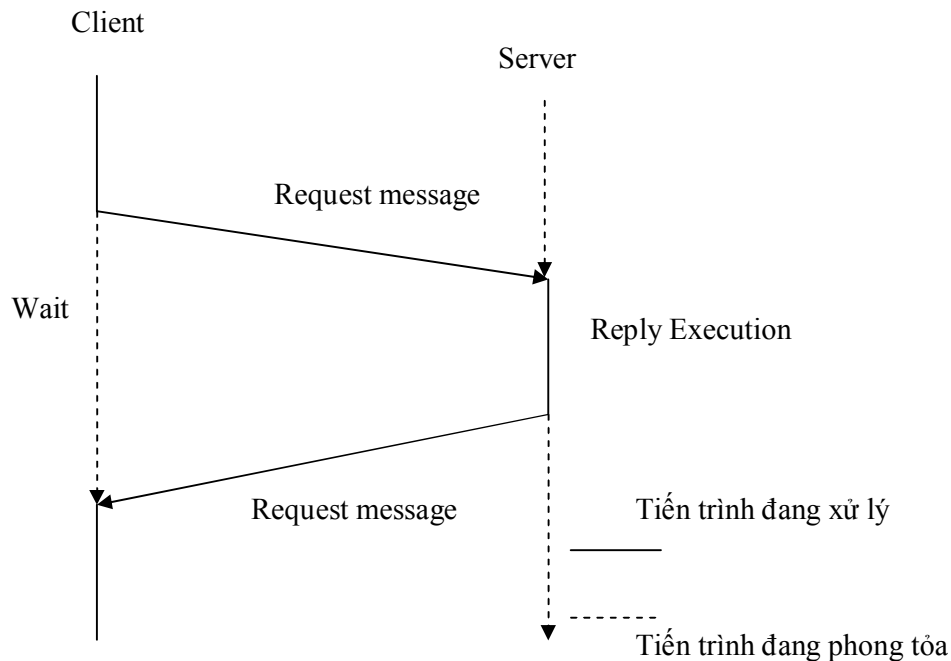 Client
Server
Request message
Wait
Reply Execution
Request message
Tiến trình đang xử lý
Tiến trình đang phong tỏa